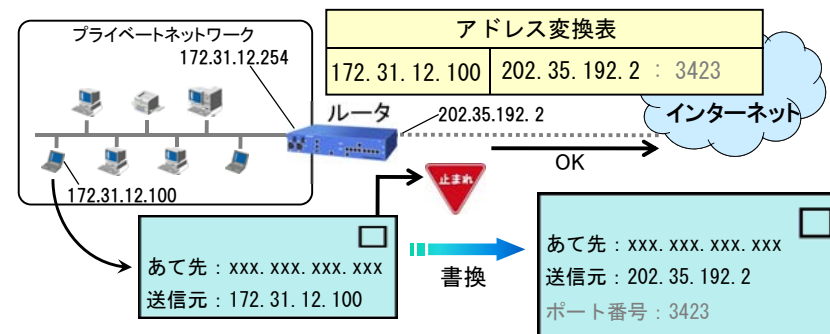 プライベートネットワーク
172.31.12.254
アドレス変換表
172.31.12.100 202.35.192.2 : 3423
ルータ
202.35.192.2
インターネット
OK
止まれ
172.31.12.100
あて先：xxx.xxx.xxx.xxx
送信元：172.31.12.100
書換
あて先：xxx.xxx.xxx.xxx
送信元：202.35.192.2
ポート番号：3423